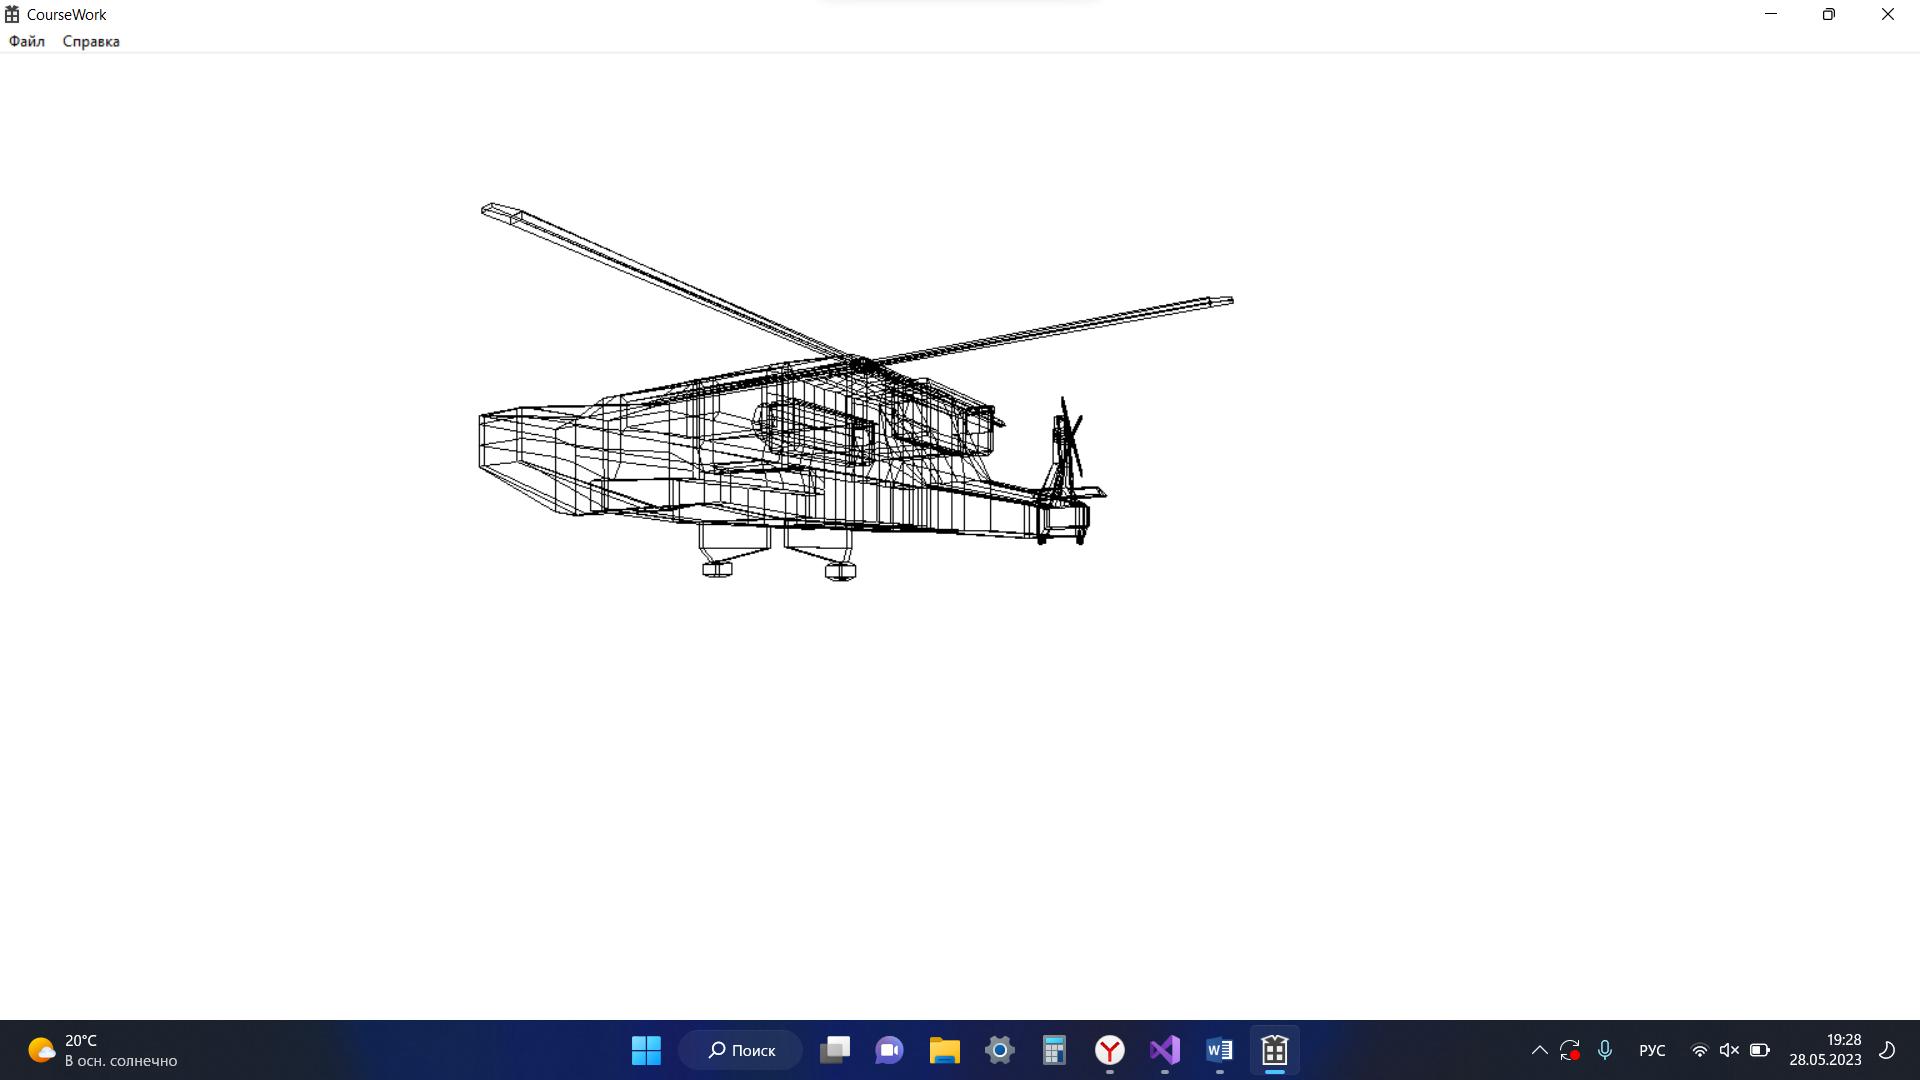 CourseWork
Файл Справка
20°C
В осн. солнечно
Поиск
РУС
19:28
28.05.2023